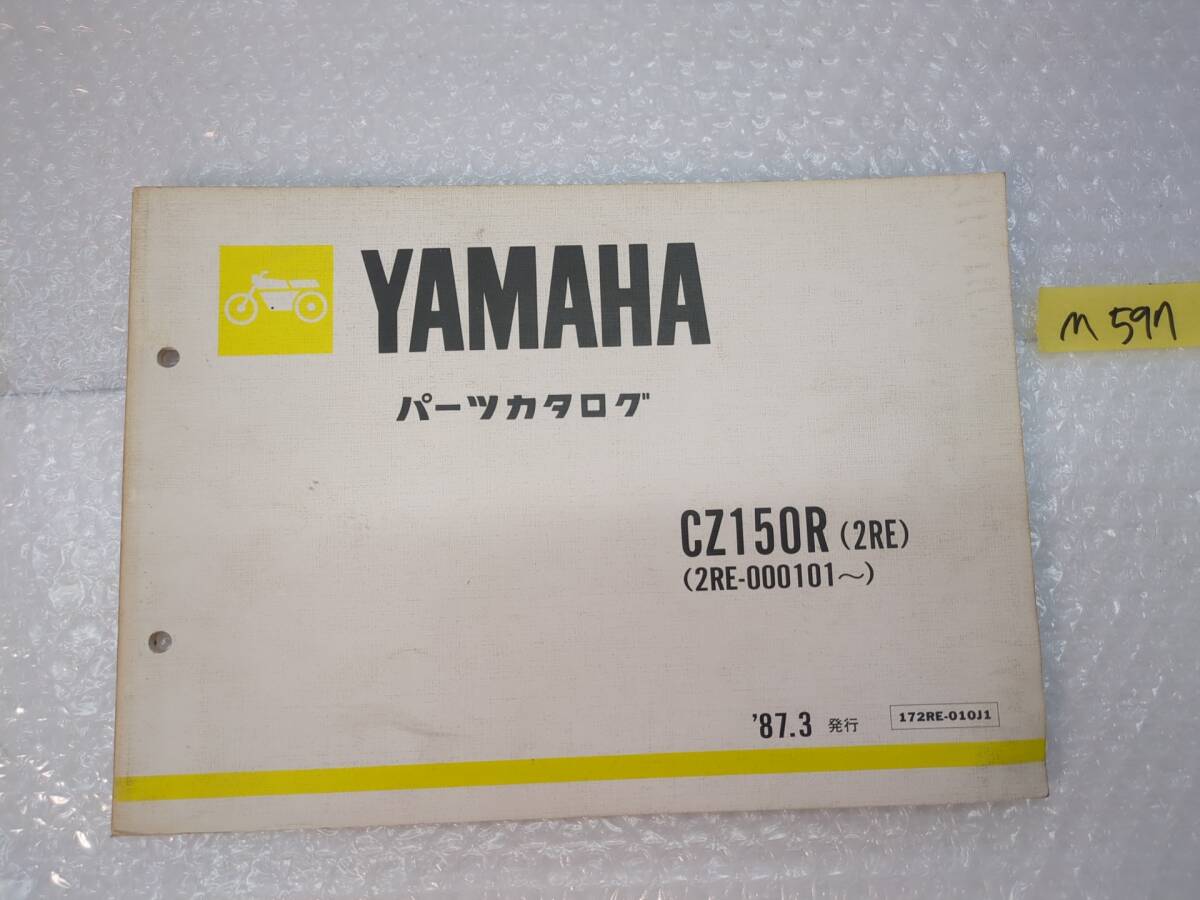 YAMAHA
パーツカタログ
CZ150R (2RE)
(2RE-000101〜)
'87.3 発行
172RE-010J1
M 597